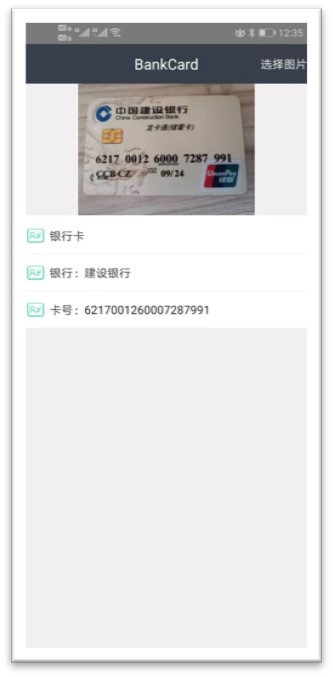 12:35
BankCard
选择图片
中国建设银行
China Construction Bank
龙卡通(储蓄卡)
6217 0012 6000 7287 991
CCB CZ 09/24
UnionPay
银联
银行卡
银行：建设银行
卡号：6217001260007287991